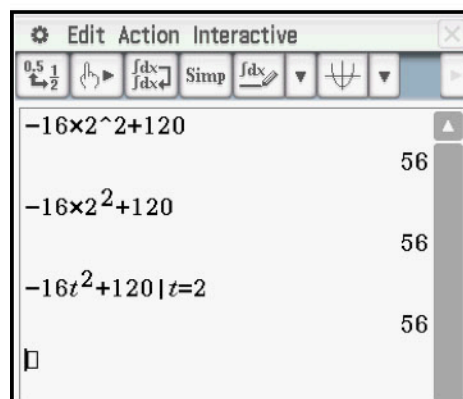 Edit Action Interactive
0.5 1/2 ∫dx ∫dx Simp ∫dx
-16×2^2+120
56
-16×2²+120
56
-16t²+120|t=2
56